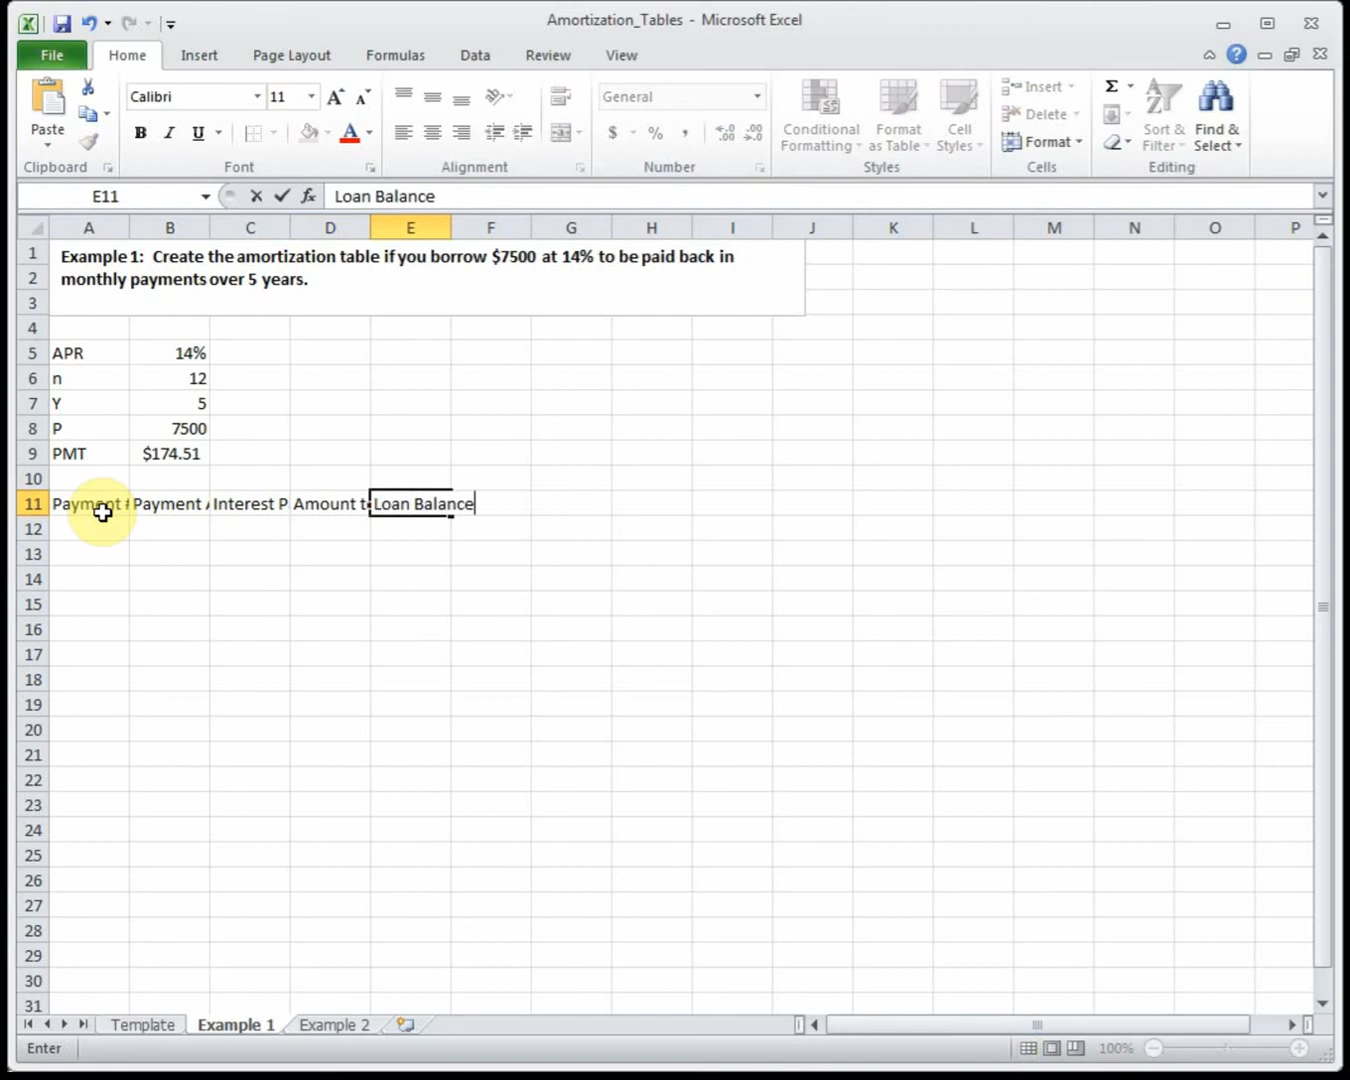 Amortization_Tables - Microsoft Excel
File Home Insert Page Layout Formulas Data Review View
Calibri 11 General
Paste
B I U A $ % ,
Conditional Formatting
Format as Table
Cell Styles
Insert
Delete
Format
Σ
Sort & Filter
Find & Select
Clipboard Font Alignment Number Styles Cells Editing
E11 fx Loan Balance
A B C D E F G H I J K L M N O P
1 Example 1: Create the amortization table if you borrow $7500 at 14% to be paid back in
2 monthly payments over 5 years.
3
4
5 APR 14%
6 n 12
7 Y 5
8 P 7500
9 PMT $174.51
10
11 Payment Payment Interest P Amount Loan Balance
12
13
14
15
16
17
18
19
20
21
22
23
24
25
26
27
28
29
30
31
Template Example 1 Example 2
Enter 100%